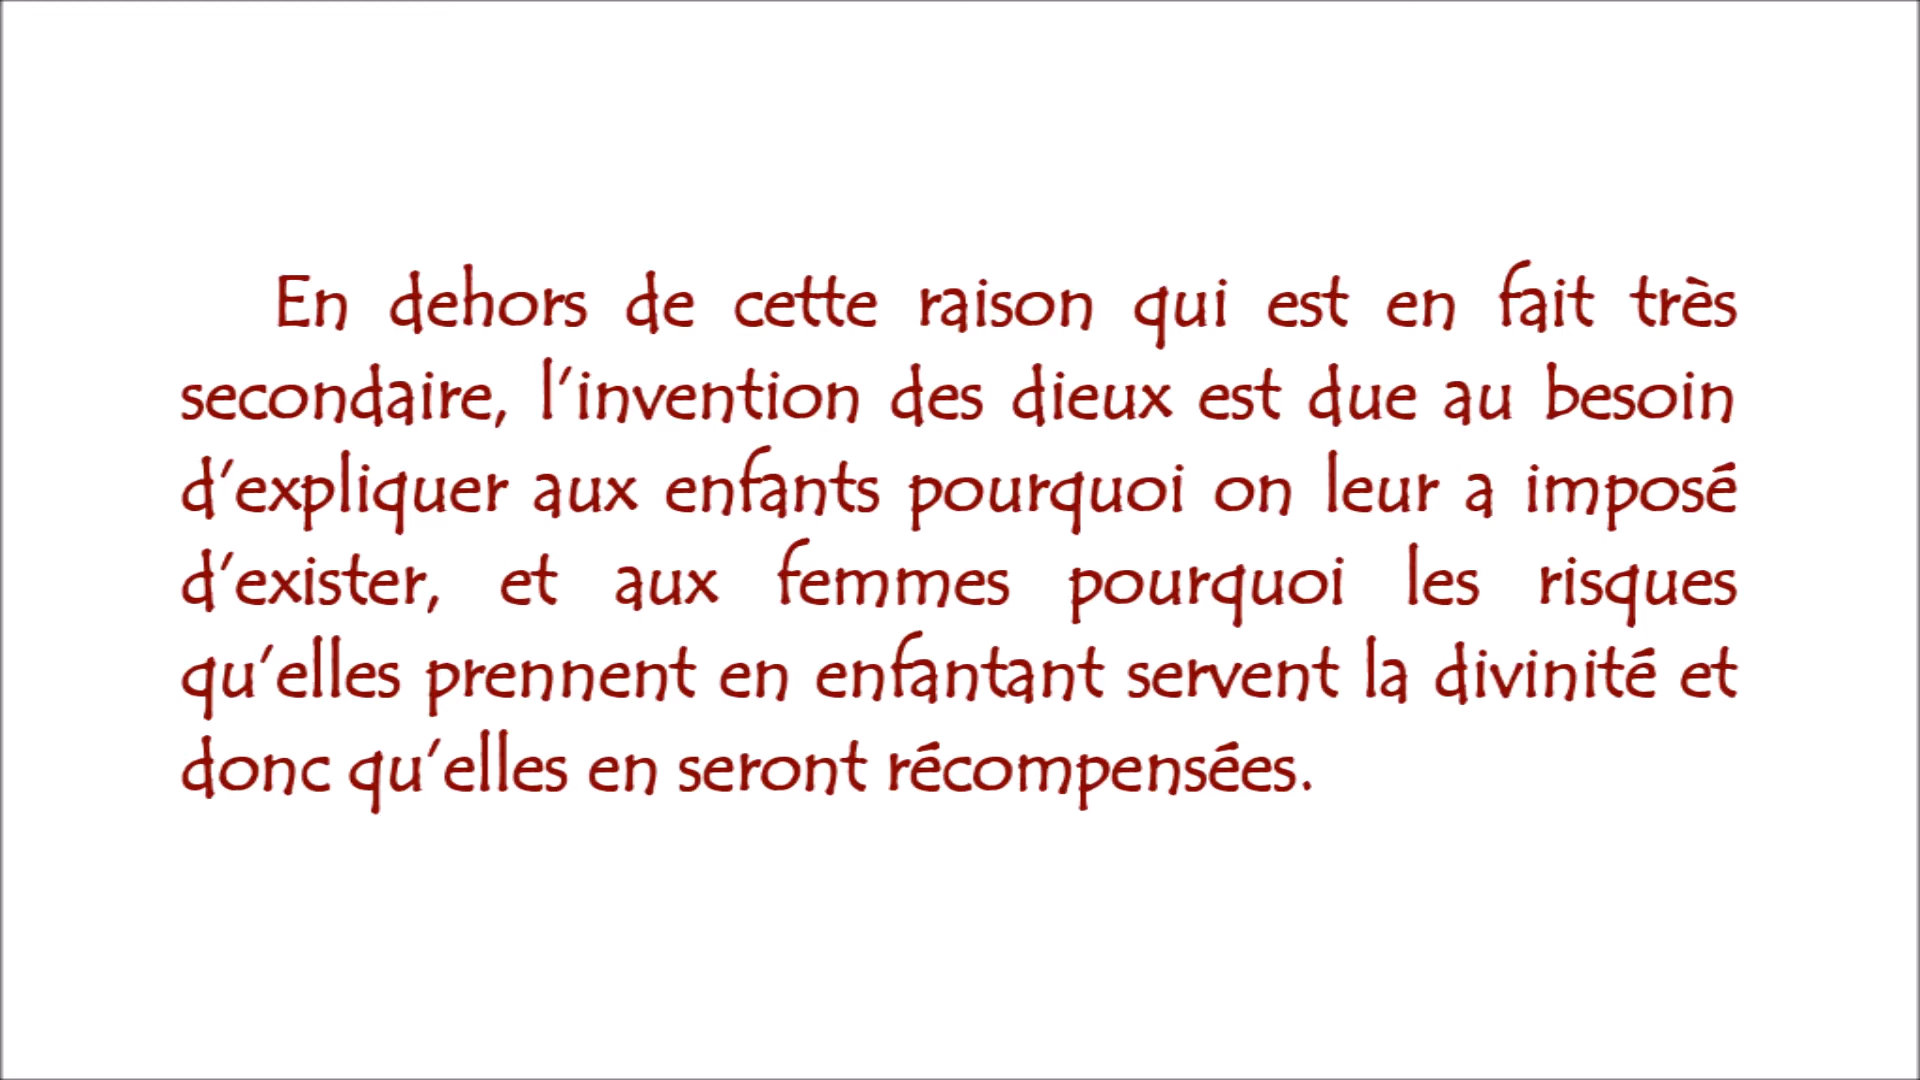 En dehors de cette raison qui est en fait très
secondaire, l’invention des dieux est due au besoin
d’expliquer aux enfants pourquoi on leur a imposé
d’exister, et aux femmes pourquoi les risques
qu’elles prennent en enfantant servent la divinité et
donc qu’elles en seront récompensées.